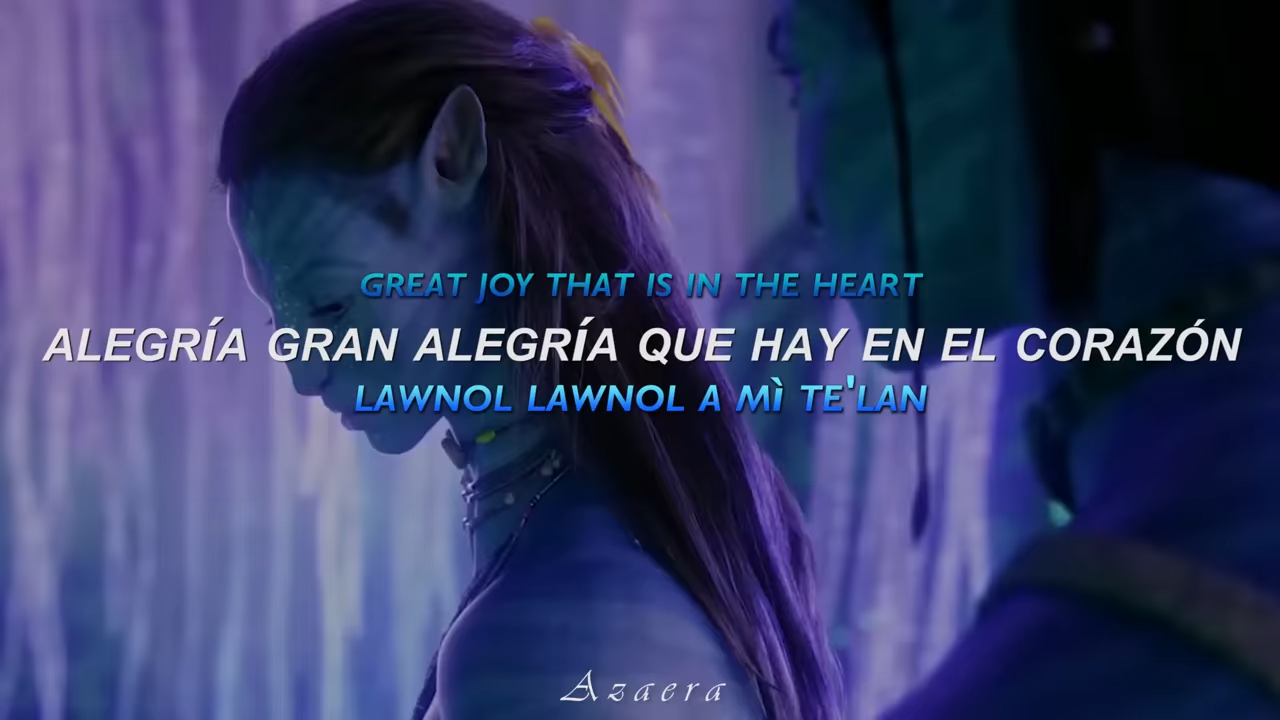 GREAT JOY THAT IS IN THE HEART
ALEGRÍA GRAN ALEGRÍA QUE HAY EN EL CORAZÓN
LAWNOL LAWNOL A MÌ TE'LAN
Azaera